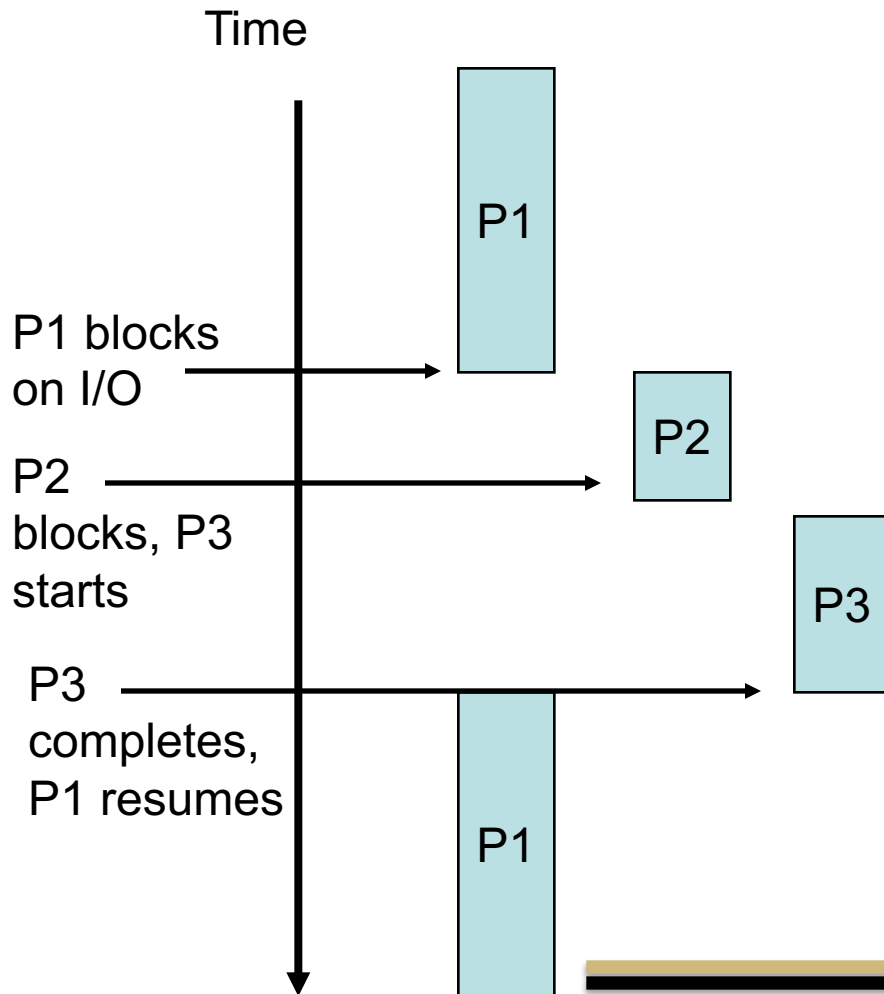 Time
P1
P1 blocks
on I/O
P2
P2
blocks, P3
starts
P3
P3
completes,
P1 resumes
P1